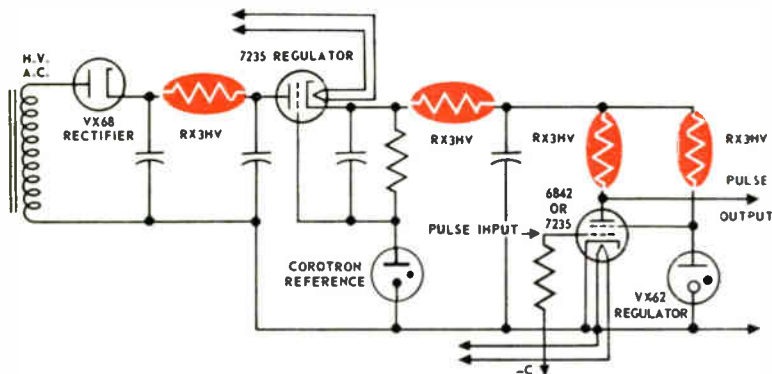 H.V.
A.C.
7235 REGULATOR
VX68
RECTIFIER
RX3HV
RX3HV
RX3HV
RX3HV
PULSE
OUTPUT
6842
OR
7235
PULSE INPUT
COROTRON
REFERENCE
VX62
REGULATOR
-C